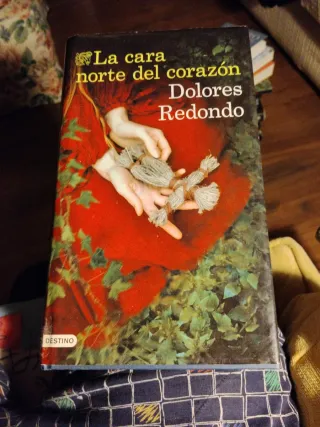 La cara
norte del corazón
Dolores
Redondo
DESTINO